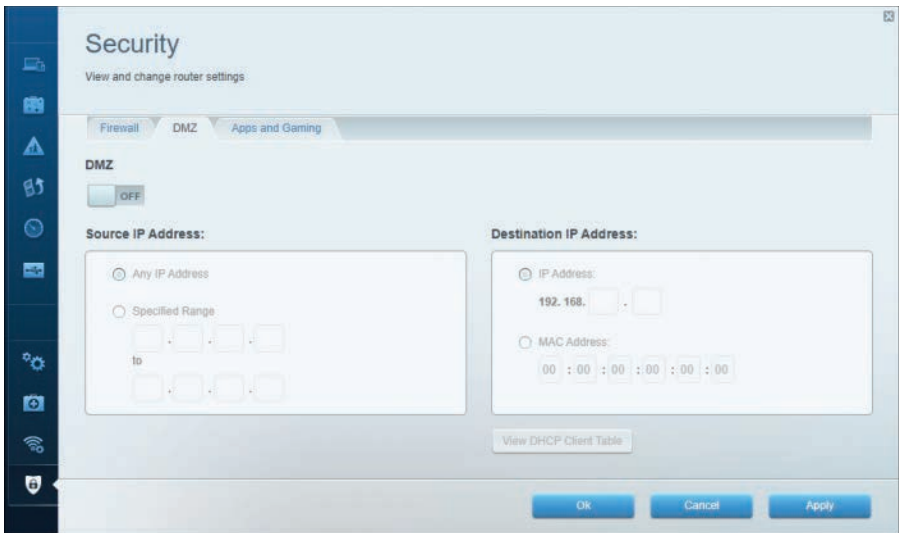 Security
View and change router settings
Firewall DMZ Apps and Gaming
DMZ
OFF
Source IP Address:
Any IP Address
Specified Range
. . .
to
. . .
Destination IP Address:
IP Address:
192. 168. .
MAC Address:
00 : 00 : 00 : 00 : 00 : 00
View DHCP Client Table
Ok Cancel Apply